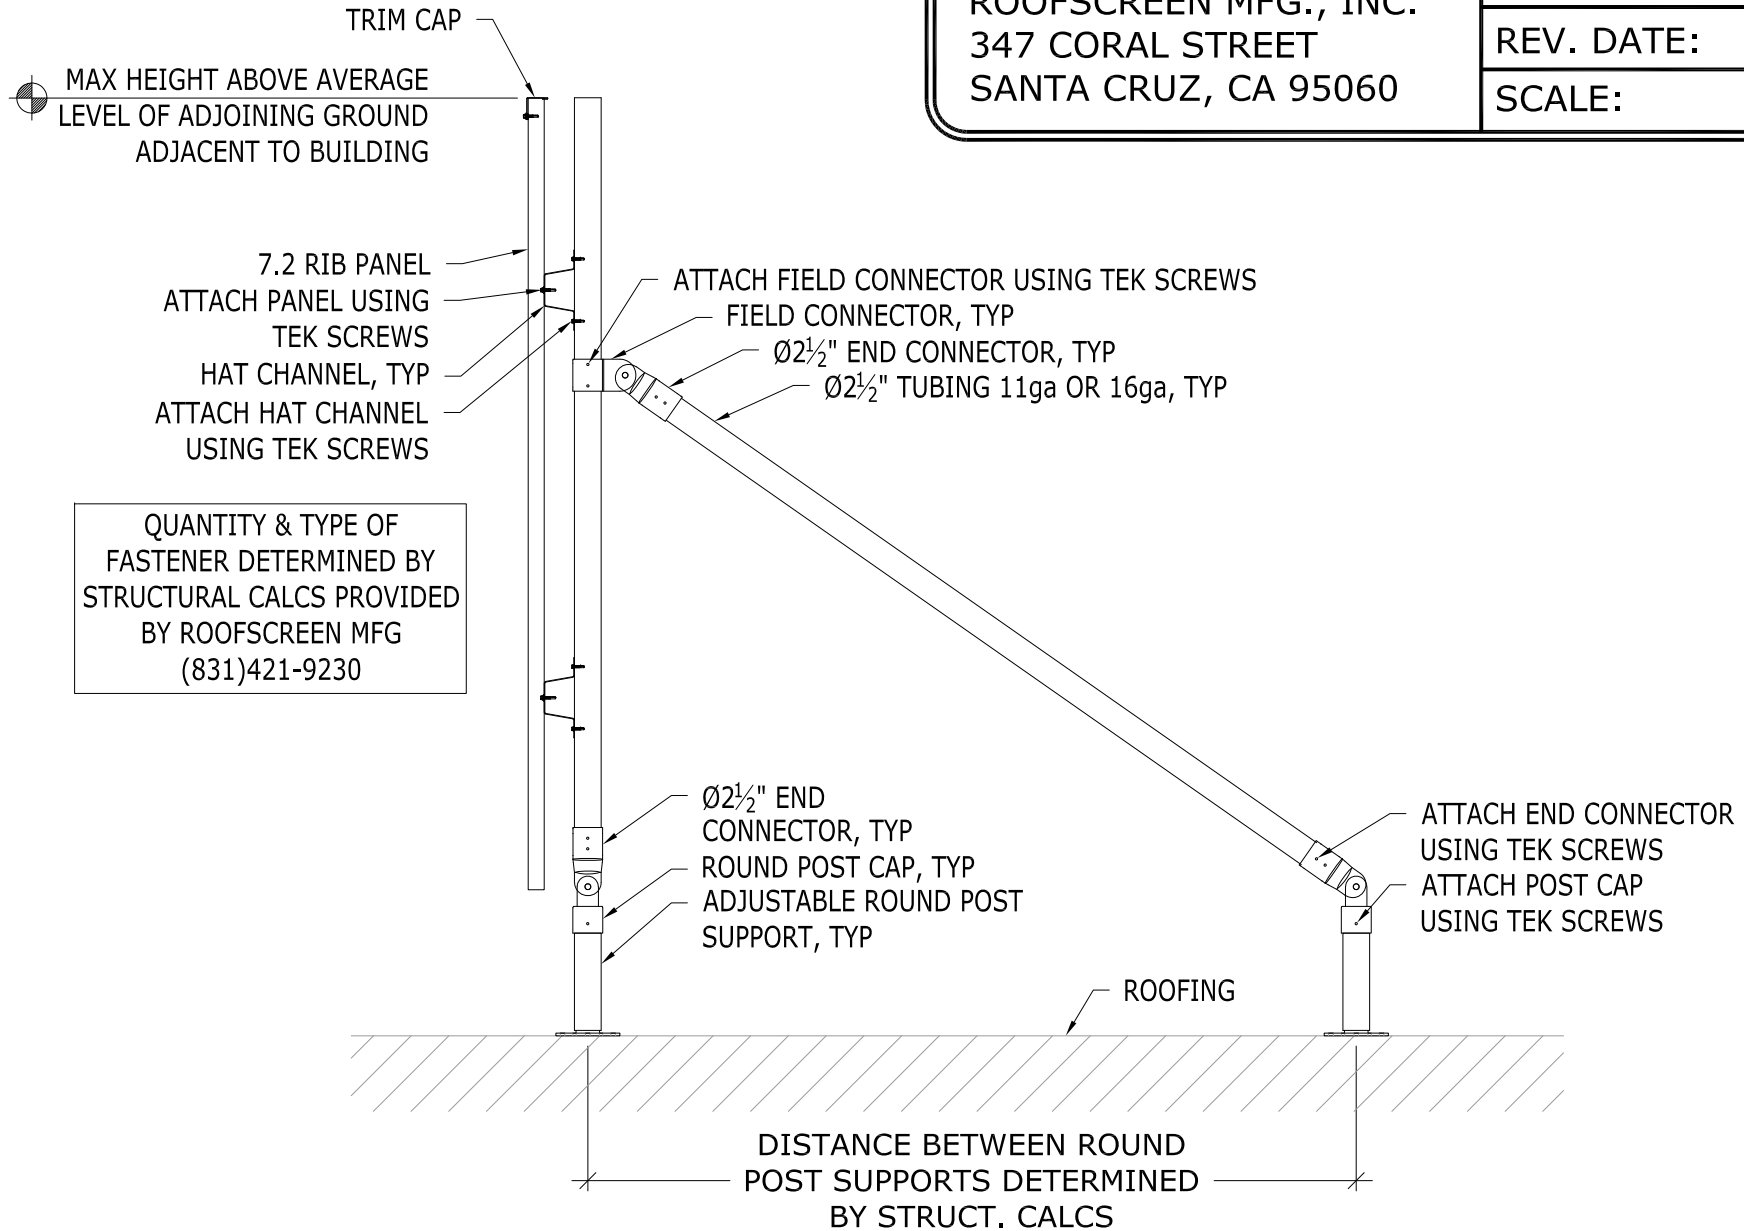 ROOFSCREEN MFG., INC.
347 CORAL STREET
SANTA CRUZ, CA 95060
REV. DATE:
SCALE:
TRIM CAP
MAX HEIGHT ABOVE AVERAGE
LEVEL OF ADJOINING GROUND
ADJACENT TO BUILDING
7.2 RIB PANEL
ATTACH PANEL USING
TEK SCREWS
HAT CHANNEL, TYP
ATTACH HAT CHANNEL
USING TEK SCREWS
ATTACH FIELD CONNECTOR USING TEK SCREWS
FIELD CONNECTOR, TYP
Ø2½" END CONNECTOR, TYP
Ø2½" TUBING 11ga OR 16ga, TYP
QUANTITY & TYPE OF
FASTENER DETERMINED BY
STRUCTURAL CALCS PROVIDED
BY ROOFSCREEN MFG
(831)421-9230
Ø2½" END
CONNECTOR, TYP
ROUND POST CAP, TYP
ADJUSTABLE ROUND POST
SUPPORT, TYP
ATTACH END CONNECTOR
USING TEK SCREWS
ATTACH POST CAP
USING TEK SCREWS
ROOFING
DISTANCE BETWEEN ROUND
POST SUPPORTS DETERMINED
BY STRUCT. CALCS